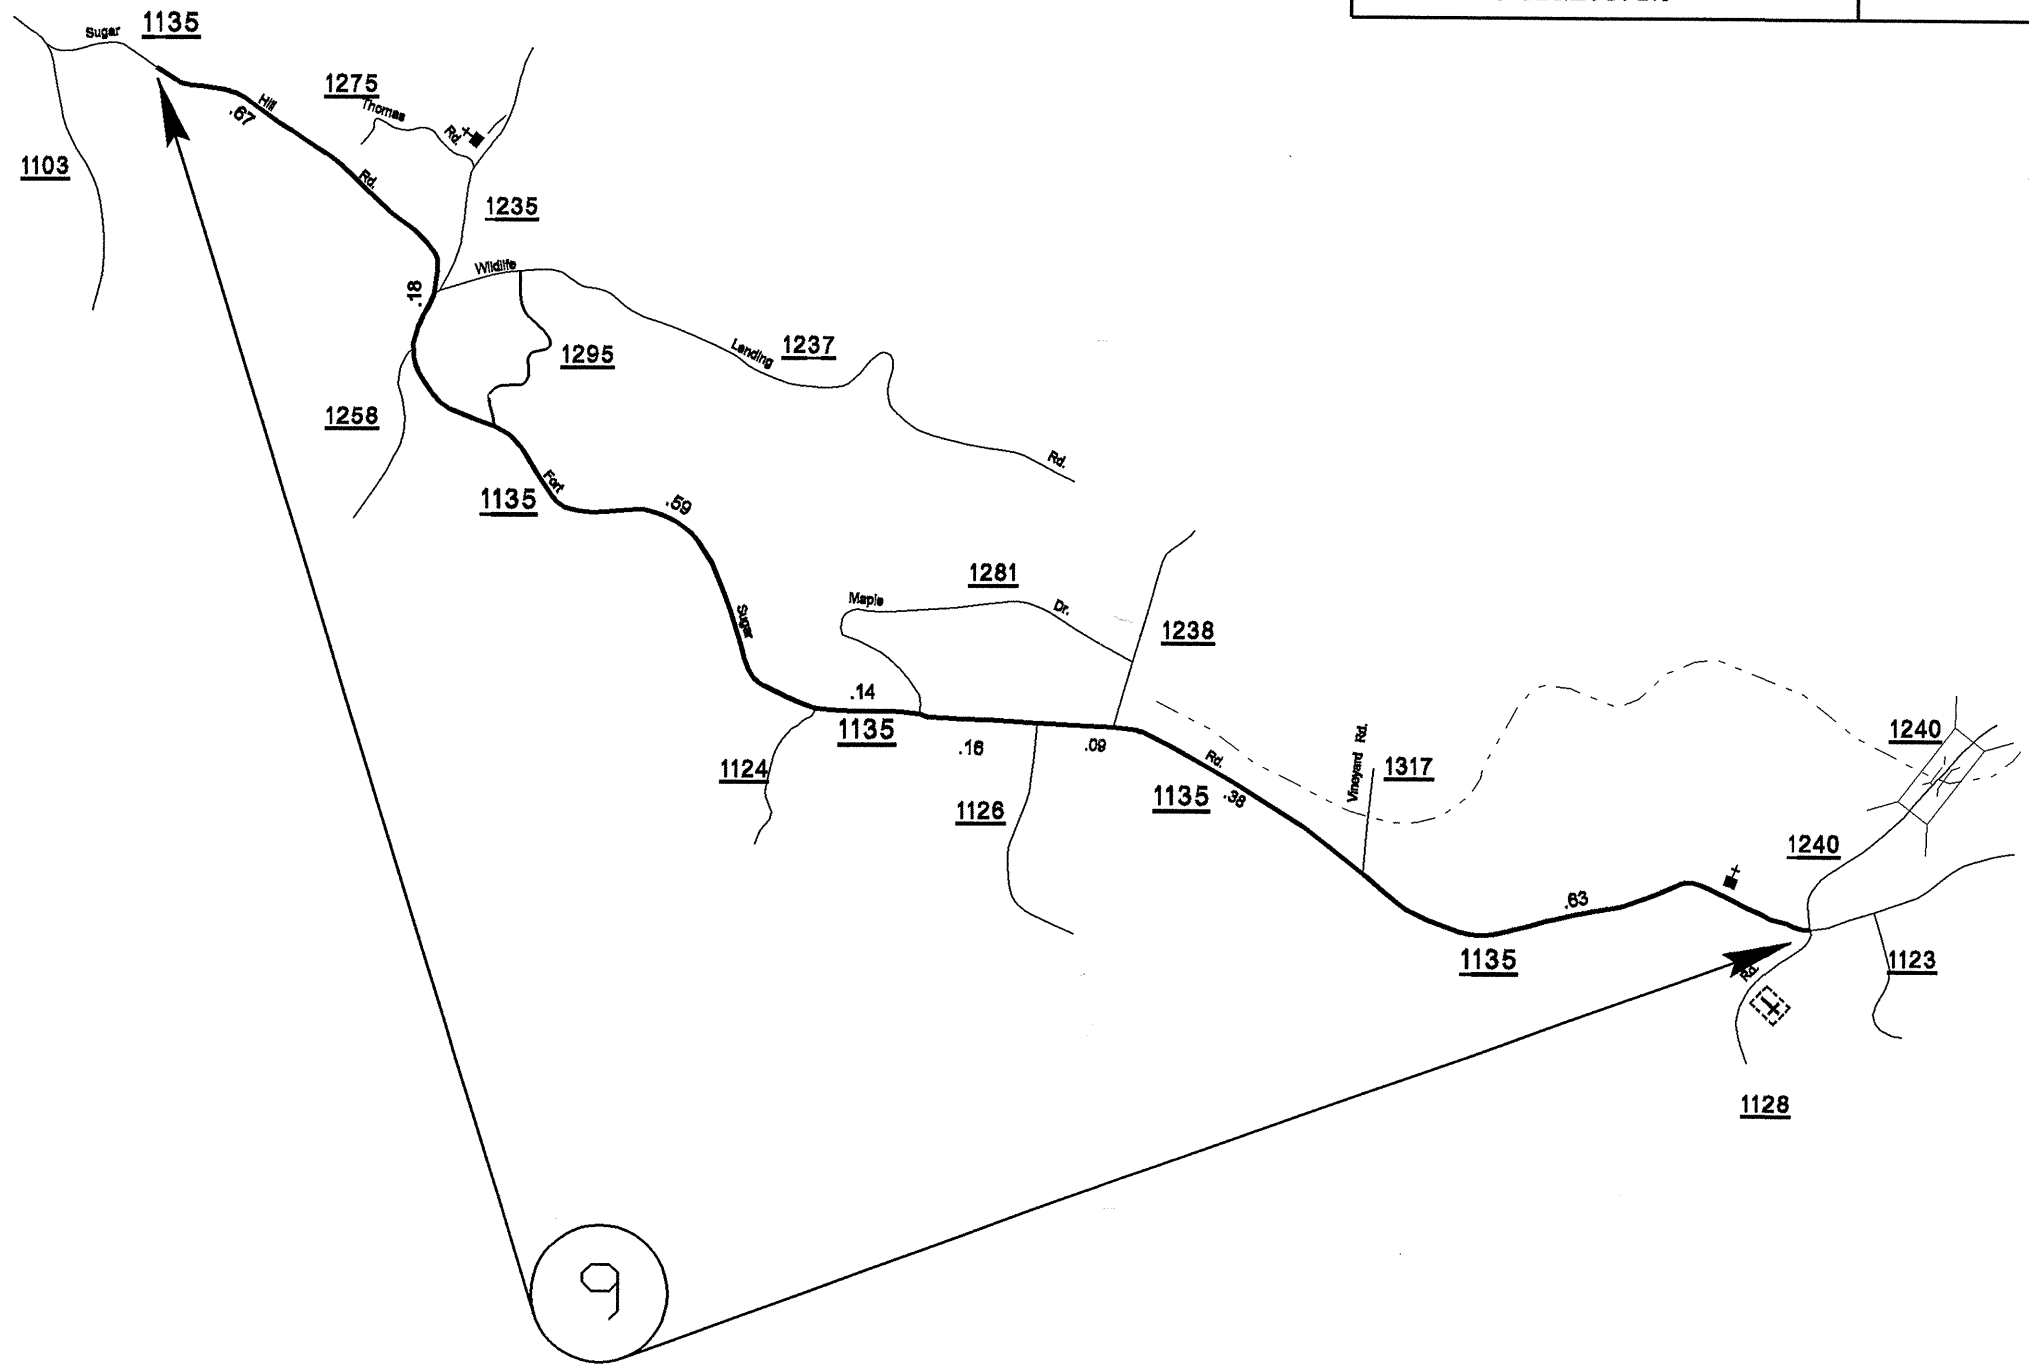 Sugar
1135
1275
Thomas
Rd.
Hill
.67
1103
Rd.
1235
Wildlife
.18
1295
Landing
1237
1258
Rd.
Fort
1135
.59
1281
Maple
Dr.
Sugar
1238
.14
1135
.16
.09
1124
1126
Rd.
.38
1135
Vineyard Rd.
1317
1240
1240
.63
1135
Rd.
1123
1128
9